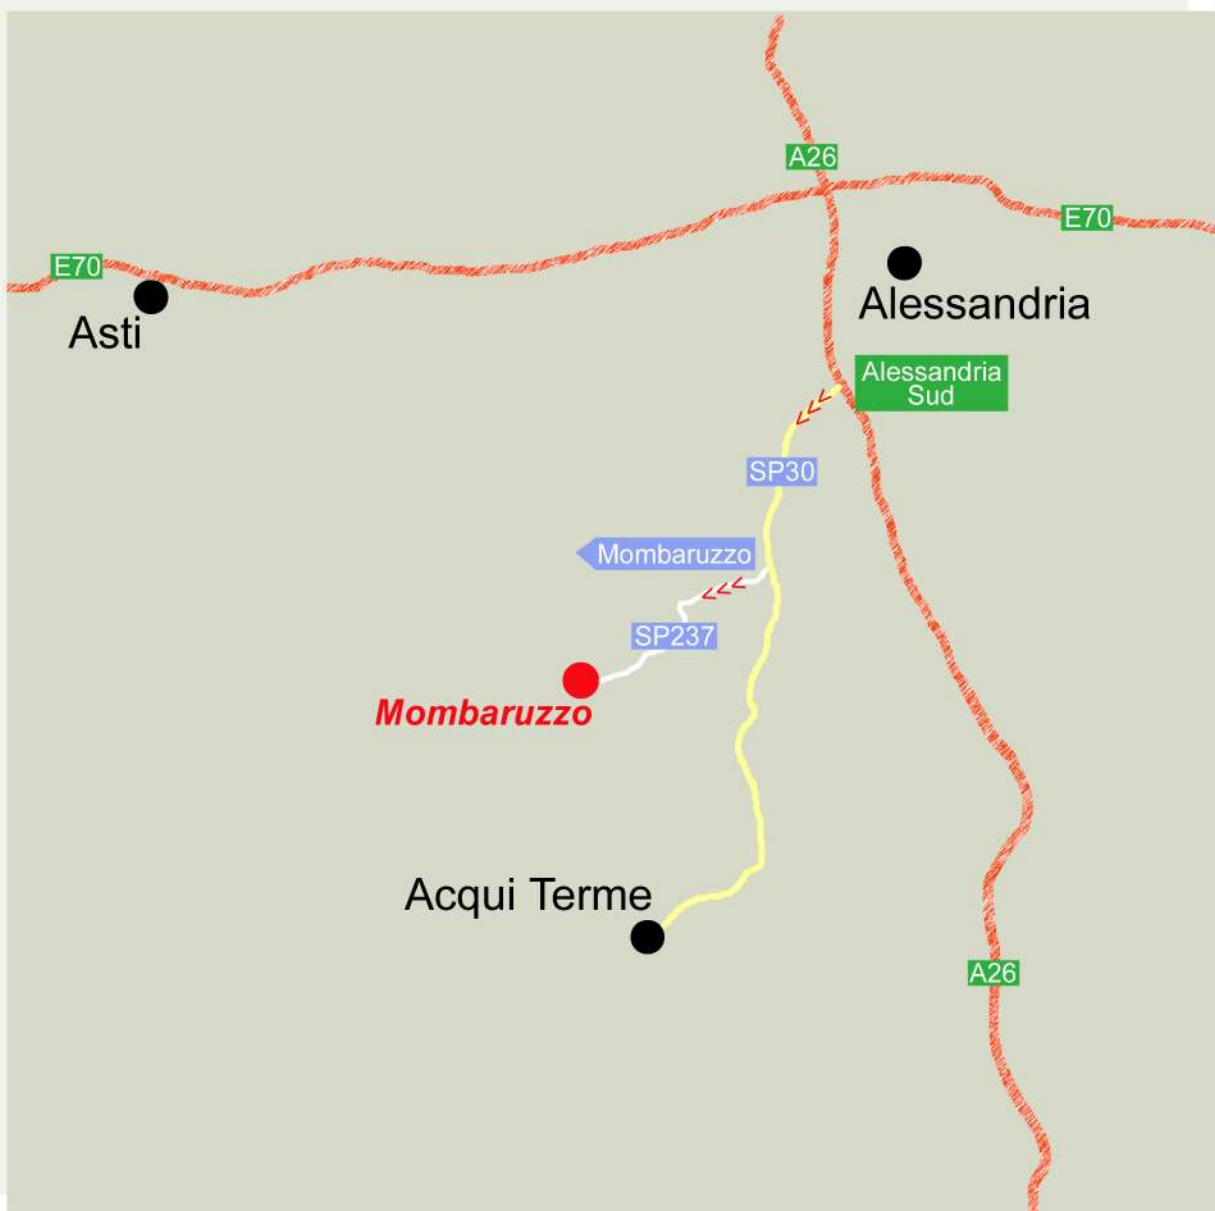 A26
E70
E70
Asti
Alessandria
Alessandria
Sud
SP30
Mombaruzzo
SP237
Mombaruzzo
Acqui Terme
A26